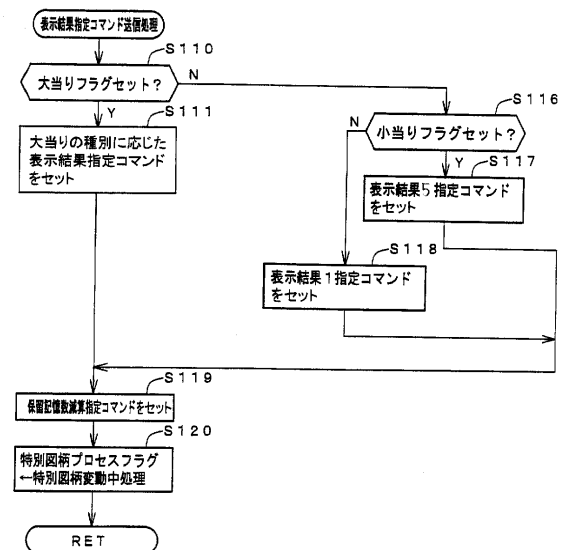 表示結果指定コマンド送信処理
S110
大当りフラグセット？
N
Y
S111
大当りの種別に応じた
表示結果指定コマンド
をセット
S116
小当りフラグセット？
N
Y
S117
表示結果5指定コマンド
をセット
S118
表示結果1指定コマンド
をセット
S119
保留記憶数減算指定コマンドをセット
S120
特別図柄プロセスフラグ
←特別図柄変動中処理
RET